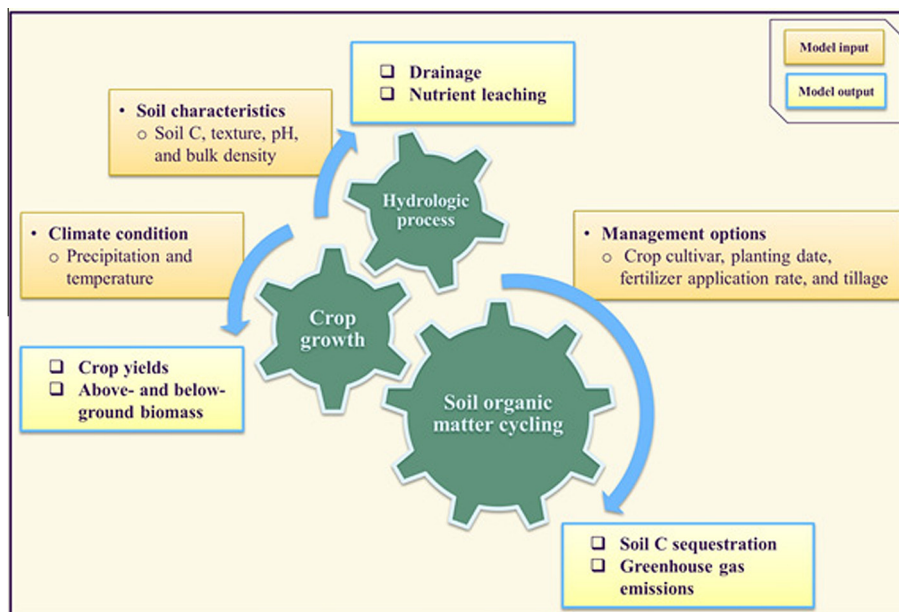 Model input
Model output
❑ Drainage
❑ Nutrient leaching
• Soil characteristics
o Soil C, texture, pH,
and bulk density
Hydrologic
process
• Climate condition
o Precipitation and
temperature
• Management options
o Crop cultivar, planting date,
fertilizer application rate, and tillage
Crop
growth
❑ Crop yields
❑ Above- and below-
ground biomass
Soil organic
matter cycling
❑ Soil C sequestration
❑ Greenhouse gas
emissions